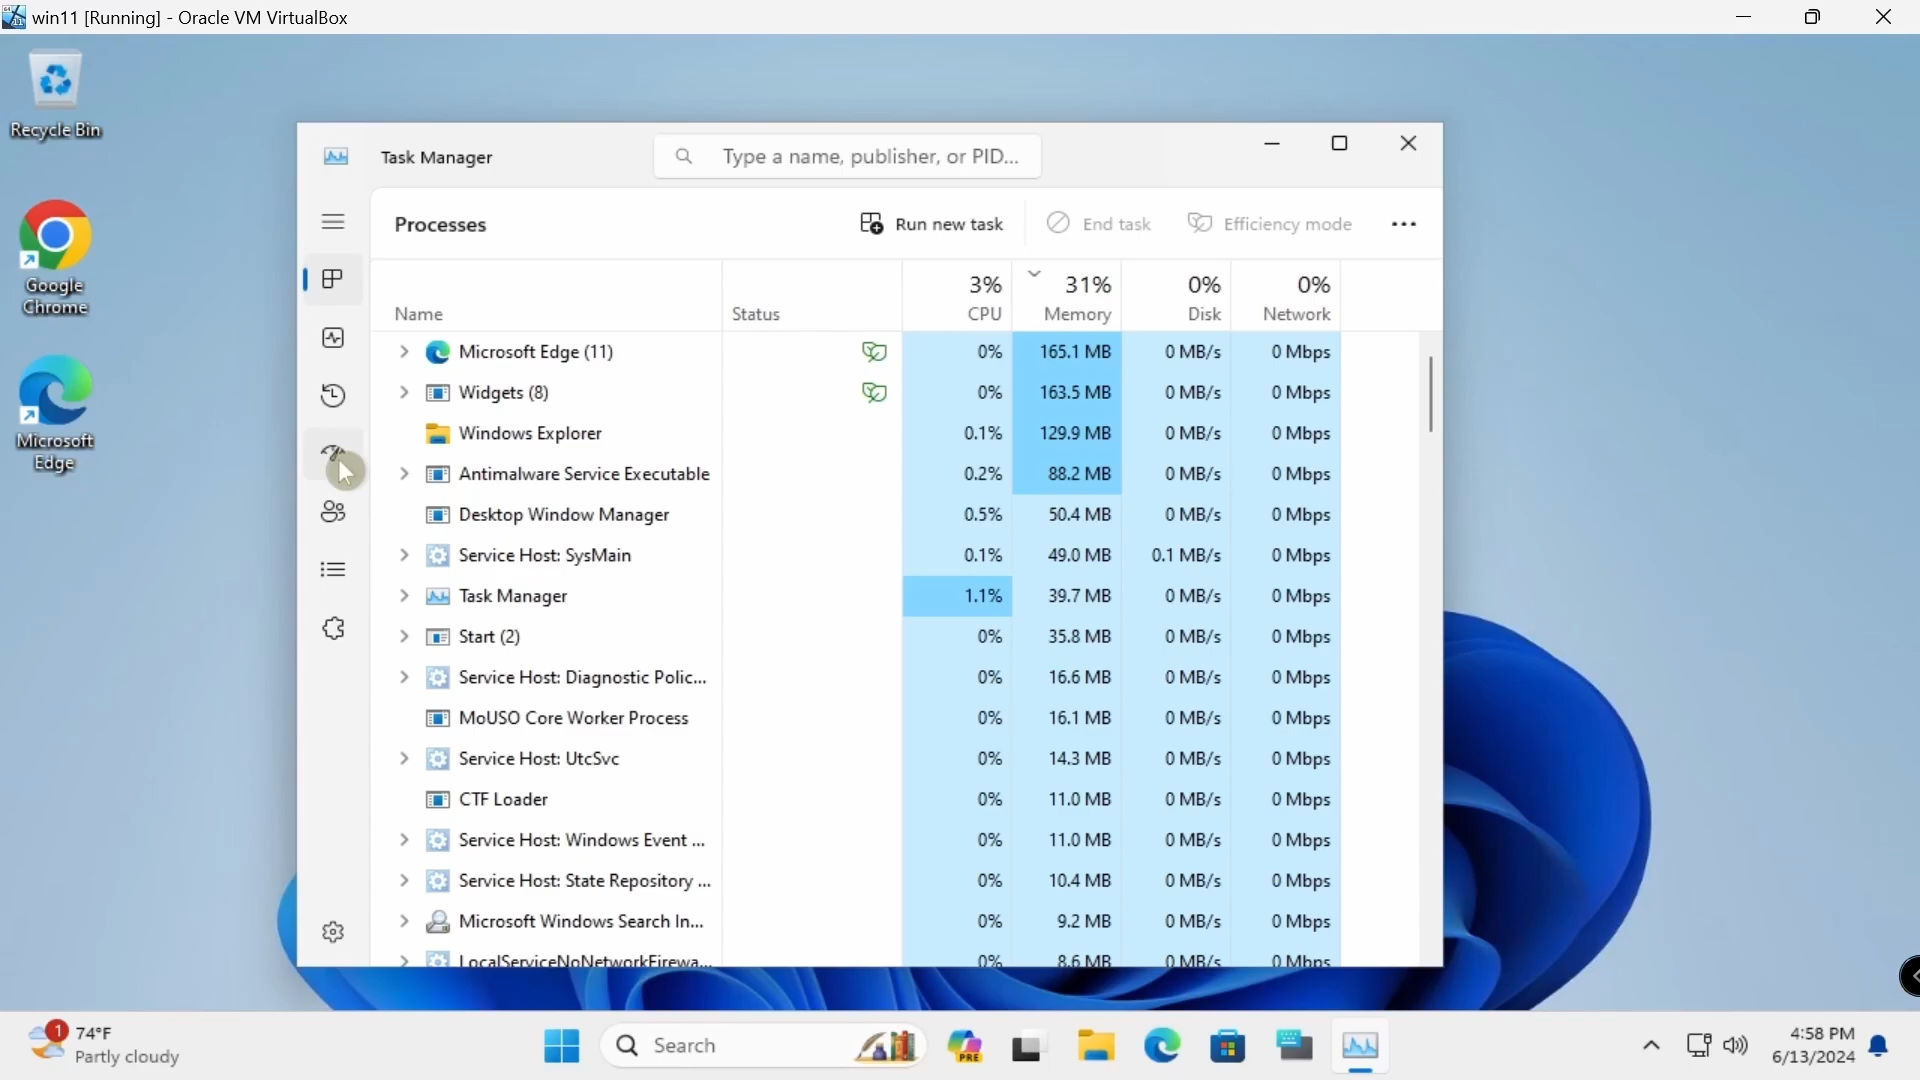 win11 [Running] - Oracle VM VirtualBox
Recycle Bin
Google
Chrome
Microsoft
Edge
Task Manager
Type a name, publisher, or PID...
Processes
Run new task
End task
Efficiency mode
Name
Status
3%
CPU
31%
Memory
0%
Disk
0%
Network
Microsoft Edge (11) 0% 165.1 MB 0 MB/s 0 Mbps
Widgets (8) 0% 163.5 MB 0 MB/s 0 Mbps
Windows Explorer 0.1% 129.9 MB 0 MB/s 0 Mbps
Antimalware Service Executable 0.2% 88.2 MB 0 MB/s 0 Mbps
Desktop Window Manager 0.5% 50.4 MB 0 MB/s 0 Mbps
Service Host: SysMain 0.1% 49.0 MB 0.1 MB/s 0 Mbps
Task Manager 1.1% 39.7 MB 0 MB/s 0 Mbps
Start (2) 0% 35.8 MB 0 MB/s 0 Mbps
Service Host: Diagnostic Polic... 0% 16.6 MB 0 MB/s 0 Mbps
MoUSO Core Worker Process 0% 16.1 MB 0 MB/s 0 Mbps
Service Host: UtcSvc 0% 14.3 MB 0 MB/s 0 Mbps
CTF Loader 0% 11.0 MB 0 MB/s 0 Mbps
Service Host: Windows Event ... 0% 11.0 MB 0 MB/s 0 Mbps
Service Host: State Repository ... 0% 10.4 MB 0 MB/s 0 Mbps
Microsoft Windows Search In... 0% 9.2 MB 0 MB/s 0 Mbps
LocalServiceNoNetworkFirewa... 0% 8.6 MB 0 MB/s 0 Mbps
1
74°F
Partly cloudy
Search
PRE
4:58 PM
6/13/2024